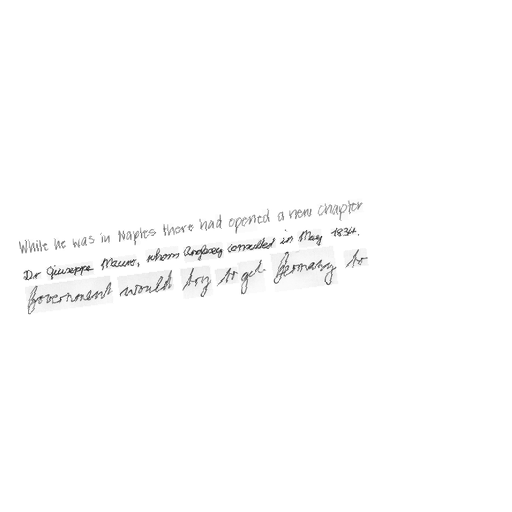 While he was in Naples there had opened a new chapter
Dr Giuseppe Mauro, whom Anglesey consulted in May 1834.
Government would try to get Germany to